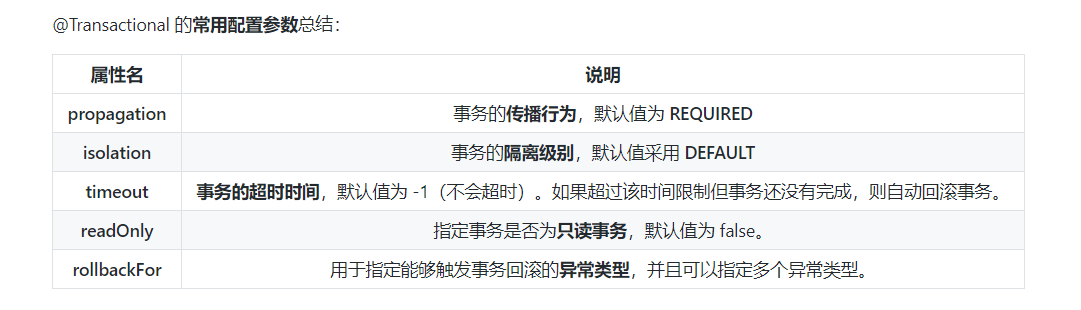 @Transactional 的常用配置参数总结：
属性名 说明
propagation 事务的传播行为，默认值为 REQUIRED
isolation 事务的隔离级别，默认值采用 DEFAULT
timeout 事务的超时时间，默认值为 -1（不会超时）。如果超过该时间限制但事务还没有完成，则自动回滚事务。
readOnly 指定事务是否为只读事务，默认值为 false。
rollbackFor 用于指定能够触发事务回滚的异常类型，并且可以指定多个异常类型。